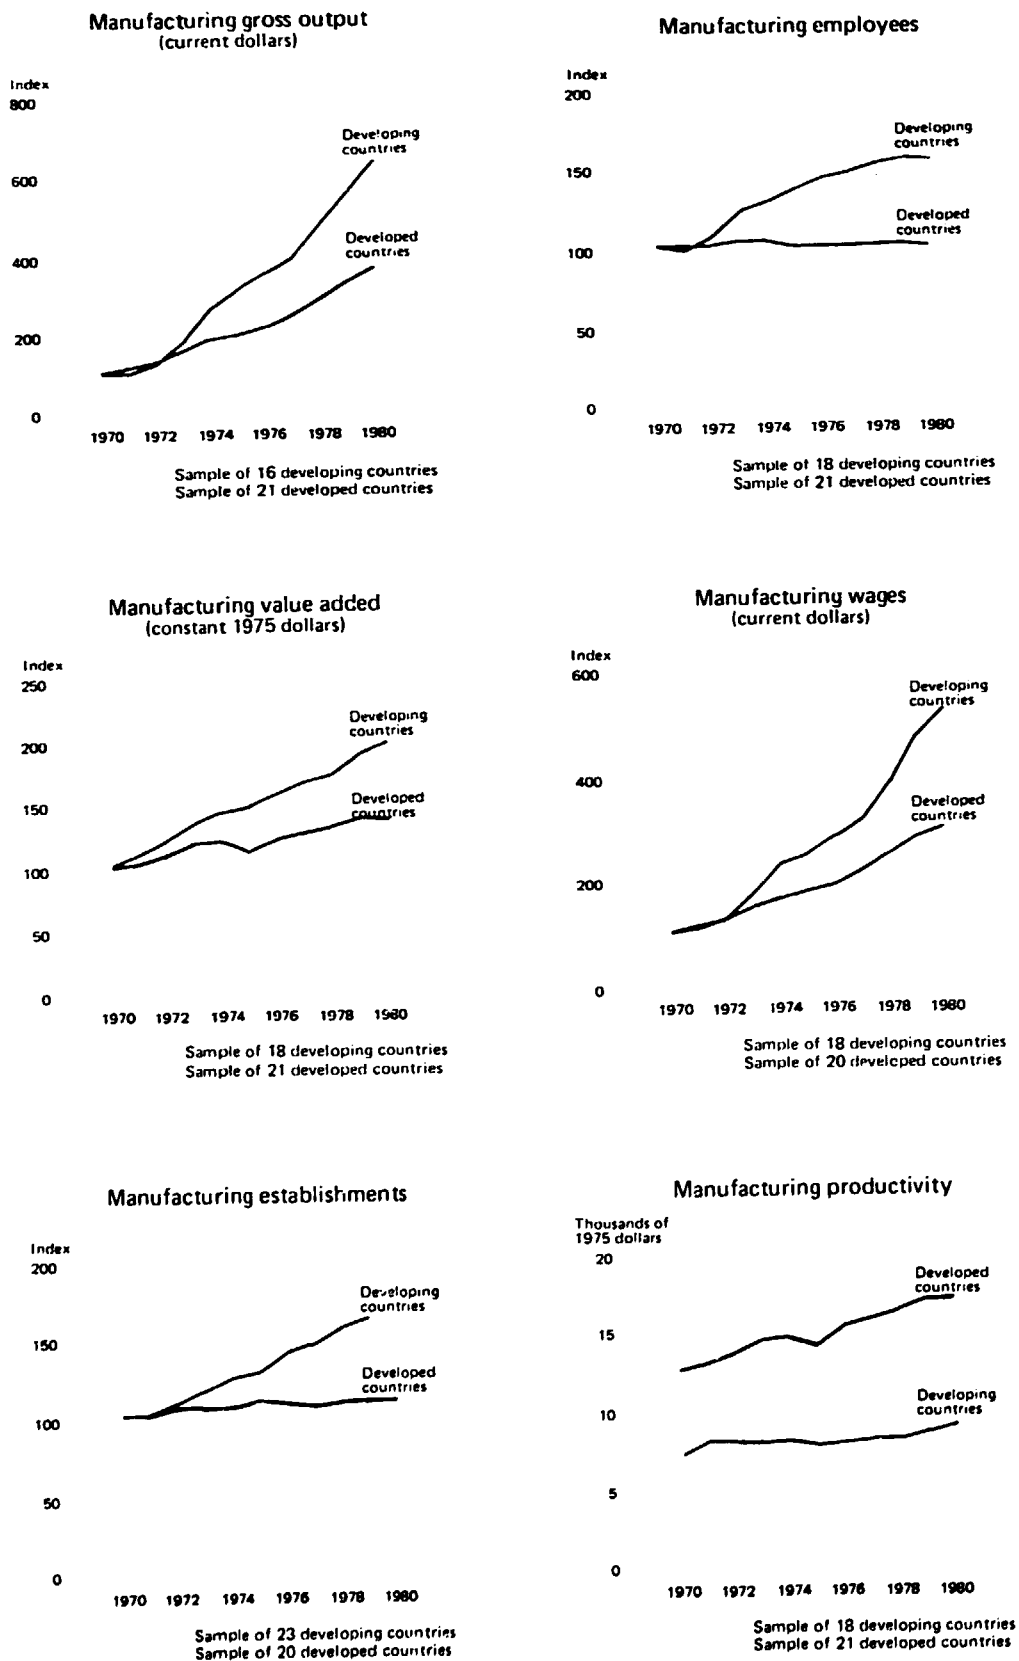 Manufacturing gross output
(current dollars)
Index
800
600
400
200
0
Developing
countries
Developed
countries
1970 1972 1974 1976 1978 1980
Sample of 16 developing countries
Sample of 21 developed countries
Manufacturing employees
Index
200
150
100
50
0
Developing
countries
Developed
countries
1970 1972 1974 1976 1978 1980
Sample of 18 developing countries
Sample of 21 developed countries
Manufacturing value added
(constant 1975 dollars)
Index
250
200
150
100
50
0
Developing
countries
Developed
countries
1970 1972 1974 1976 1978 1980
Sample of 18 developing countries
Sample of 21 developed countries
Manufacturing wages
(current dollars)
Index
600
400
200
0
Developing
countries
Developed
countries
1970 1972 1974 1976 1978 1980
Sample of 18 developing countries
Sample of 20 developed countries
Manufacturing establishments
Index
200
150
100
50
0
Developing
countries
Developed
countries
1970 1972 1974 1976 1978 1980
Sample of 23 developing countries
Sample of 20 developed countries
Manufacturing productivity
Thousands of
1975 dollars
20
15
10
5
0
Developed
countries
Developing
countries
1970 1972 1974 1976 1978 1980
Sample of 18 developing countries
Sample of 21 developed countries